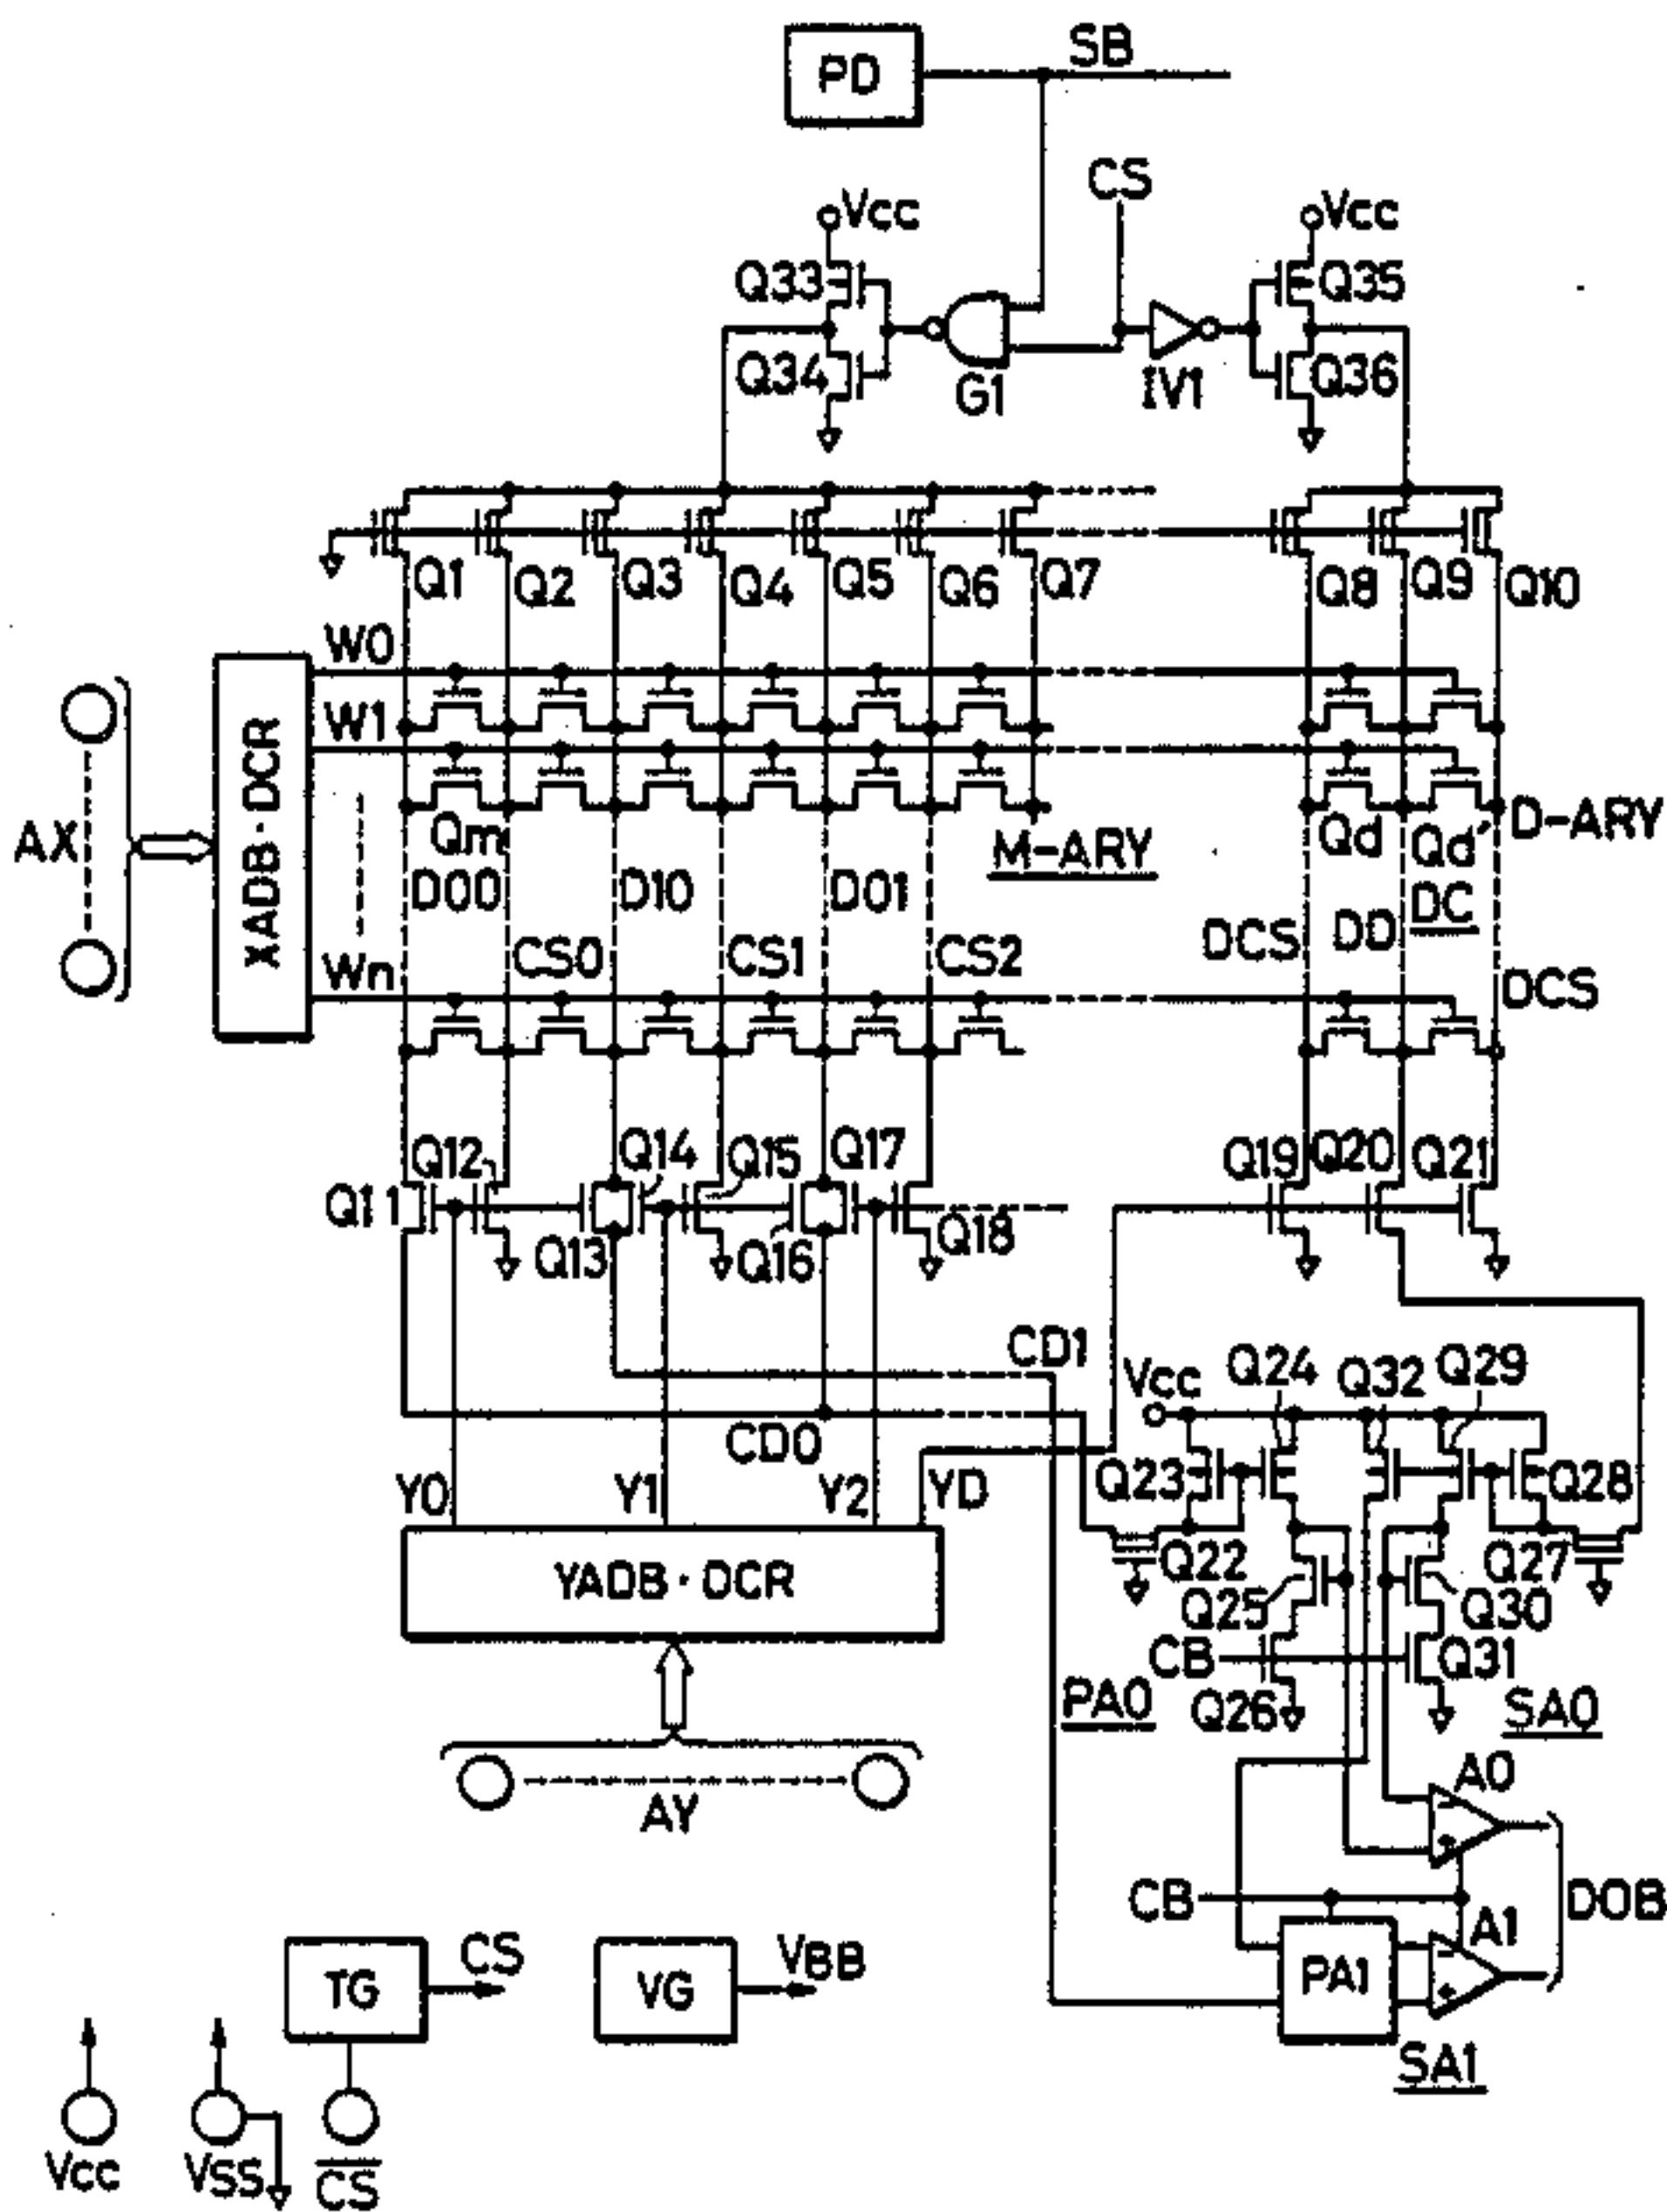 PD
SB
CS
Vcc
Vcc
Q33
Q35
Q34
G1
IV1
Q36
Q1
Q2
Q3
Q4
Q5
Q6
Q7
Q8
Q9
Q10
W0
W1
Wn
AX
XADB·DCR
Qm
M-ARY
Qd
Qd'
D-ARY
D00
D10
D01
DCS
DD
DC
CS0
CS1
CS2
DCS
Q11
Q12
Q13
Q14
Q15
Q16
Q17
Q18
Q19
Q20
Q21
CD1
CD0
Vcc
Q24
Q32
Q29
Q23
Q28
Y0
Y1
Y2
YD
YADB·DCR
Q22
Q27
Q25
Q30
CB
Q31
PA0
Q26
SA0
AY
A0
CB
A1
DOB
PA1
SA1
TG
CS
VG
VBB
Vcc
VSS
C̅S̅